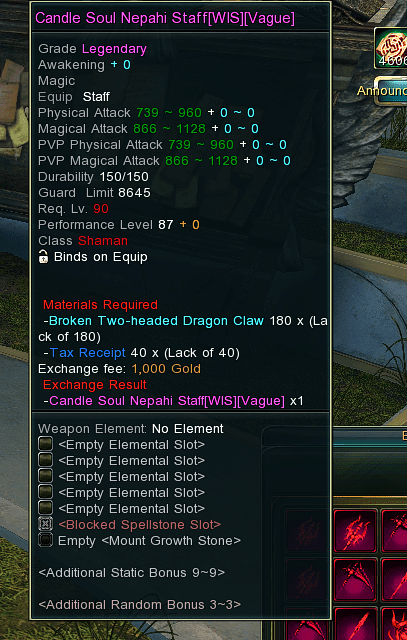 Candle Soul Nepahi Staff[WIS][Vague]
Grade Legendary
Awakening + 0
Magic
Equip Staff
Physical Attack 739 ~ 960 + 0 ~ 0
Magical Attack 866 ~ 1128 + 0 ~ 0
PVP Physical Attack 739 ~ 960 + 0 ~ 0
PVP Magical Attack 866 ~ 1128 + 0 ~ 0
Durability 150/150
Guard Limit 8645
Req. Lv. 90
Performance Level 87 + 0
Class Shaman
Binds on Equip
Materials Required
-Broken Two-headed Dragon Claw 180 x (La
ck of 180)
-Tax Receipt 40 x (Lack of 40)
Exchange fee: 1,000 Gold
Exchange Result
-Candle Soul Nepahi Staff[WIS][Vague] x1
Weapon Element: No Element
<Empty Elemental Slot>
<Empty Elemental Slot>
<Empty Elemental Slot>
<Empty Elemental Slot>
<Empty Elemental Slot>
<Blocked Spellstone Slot>
Empty <Mount Growth Stone>
<Additional Static Bonus 9~9>
<Additional Random Bonus 3~3>
Announc